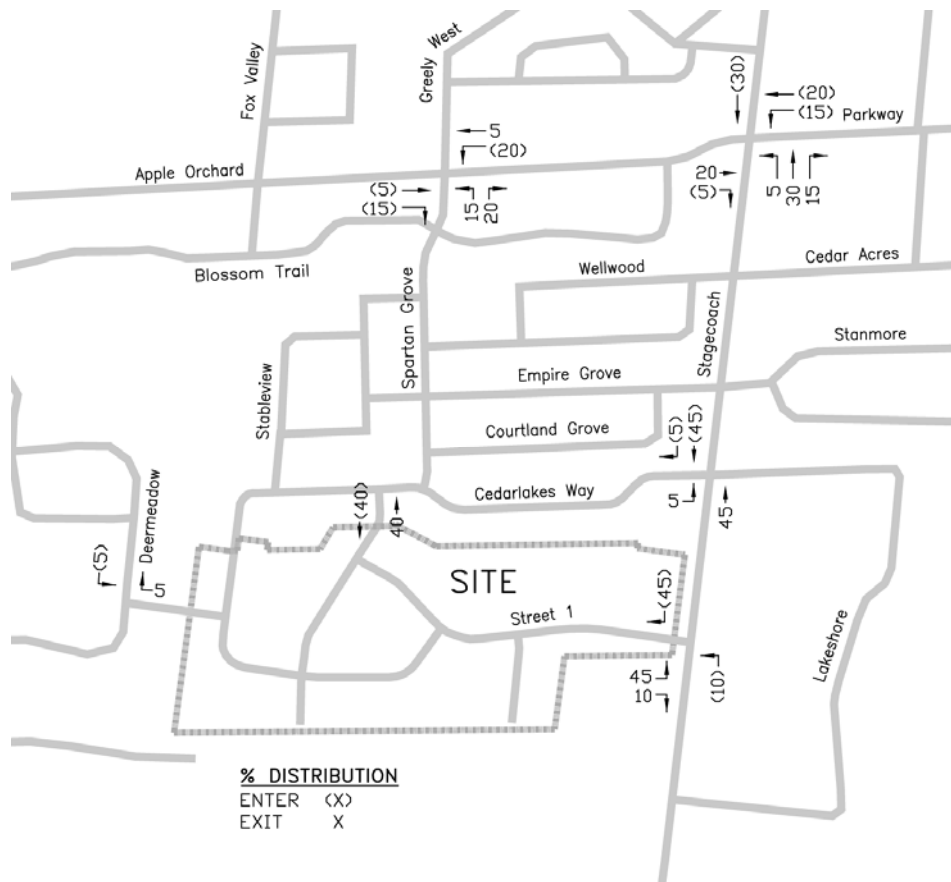 Greely West
Fox Valley
(30)
(20)
(15)
Parkway
5
(20)
Apple Orchard
(5)
(15)
15
20
20
(5)
5
30
15
Blossom Trail
Wellwood
Cedar Acres
Spartan Grove
Stagecoach
Stanmore
Empire Grove
Stableview
Courtland Grove
(5)
(45)
Cedarlakes Way
(40)
40
5
45
Deermeadow
(5)
5
SITE
Street 1
(45)
45
10
(10)
Lakeshore
% DISTRIBUTION
ENTER (X)
EXIT X